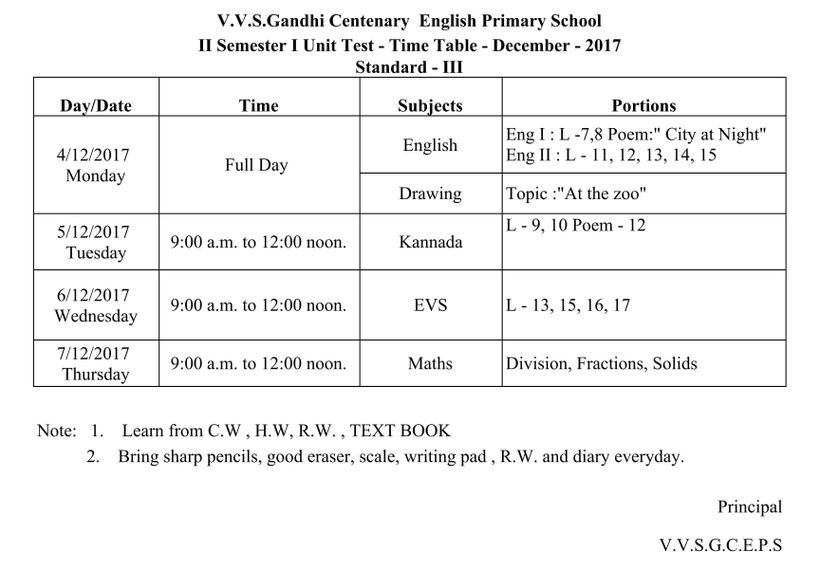 V.V.S.Gandhi Centenary English Primary School
II Semester I Unit Test - Time Table - December - 2017
Standard - III
Day/Date Time Subjects Portions
4/12/2017
Monday
Full Day
English
Eng I : L -7,8 Poem:" City at Night"
Eng II : L - 11, 12, 13, 14, 15
Drawing
Topic :"At the zoo"
5/12/2017
Tuesday
9:00 a.m. to 12:00 noon.
Kannada
L - 9, 10 Poem - 12
6/12/2017
Wednesday
9:00 a.m. to 12:00 noon.
EVS
L - 13, 15, 16, 17
7/12/2017
Thursday
9:00 a.m. to 12:00 noon.
Maths
Division, Fractions, Solids
Note: 1. Learn from C.W , H.W, R.W. , TEXT BOOK
2. Bring sharp pencils, good eraser, scale, writing pad , R.W. and diary everyday.
Principal
V.V.S.G.C.E.P.S